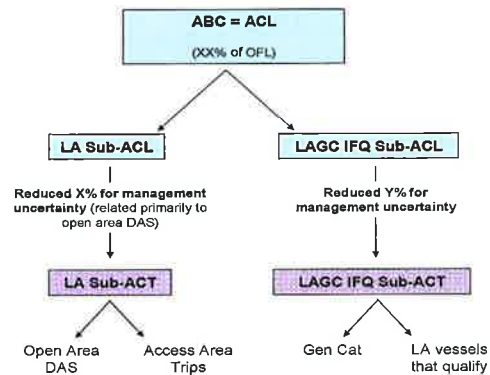 ABC = ACL
(XX% of OFL)
LA Sub-ACL
LAGC IFQ Sub-ACL
Reduced X% for management
uncertainty (related primarily to
open area DAS)
Reduced Y% for
management uncertainty
LA Sub-ACT
LAGC IFQ Sub-ACT
Open Area
DAS
Access Area
Trips
Gen Cat
LA vessels
that qualify